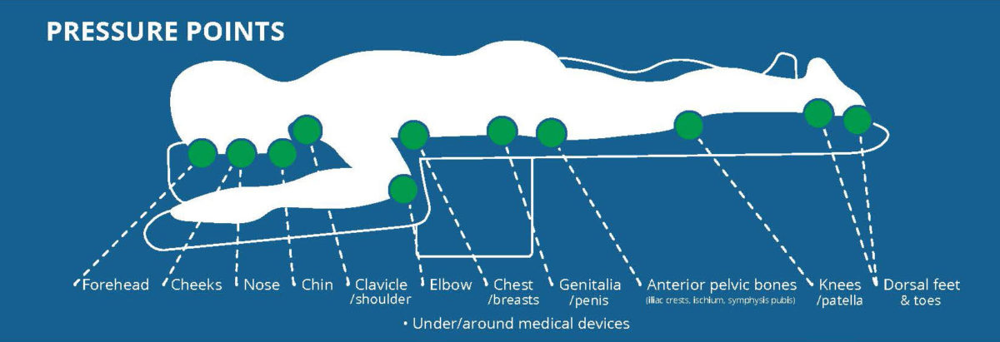 PRESSURE POINTS
Forehead
Cheeks
Nose
Chin
Clavicle
/shoulder
Elbow
Chest
/breasts
Genitalia
/penis
Anterior pelvic bones
(iliac crests, ischium, symphysis pubis)
Knees
/patella
Dorsal feet
& toes
• Under/around medical devices